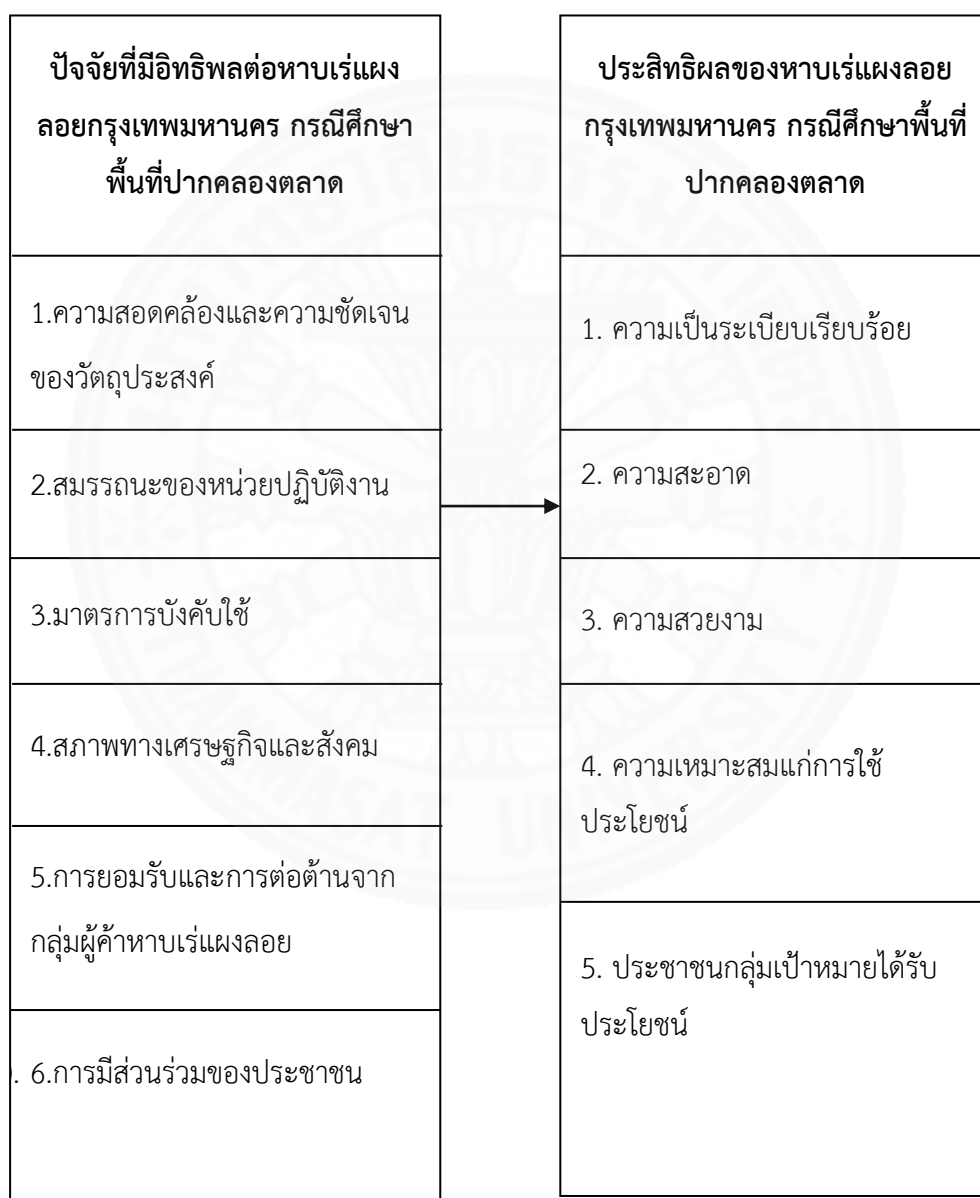 ปัจจัยที่มีอิทธิพลต่อหาบเร่แผง
ลอยกรุงเทพมหานคร กรณีศึกษา
พื้นที่ปากคลองตลาด
1.ความสอดคล้องและความชัดเจน
ของวัตถุประสงค์
2.สมรรถนะของหน่วยปฏิบัติงาน
3.มาตรการบังคับใช้
4.สภาพทางเศรษฐกิจและสังคม
5.การยอมรับและการต่อต้านจาก
กลุ่มผู้ค้าหาบเร่แผงลอย
6.การมีส่วนร่วมของประชาชน
ประสิทธิผลของหาบเร่แผงลอย
กรุงเทพมหานคร กรณีศึกษาพื้นที่
ปากคลองตลาด
1. ความเป็นระเบียบเรียบร้อย
2. ความสะอาด
3. ความสวยงาม
4. ความเหมาะสมแก่การใช้
ประโยชน์
5. ประชาชนกลุ่มเป้าหมายได้รับ
ประโยชน์
THAMMASAT UNIVERSITY